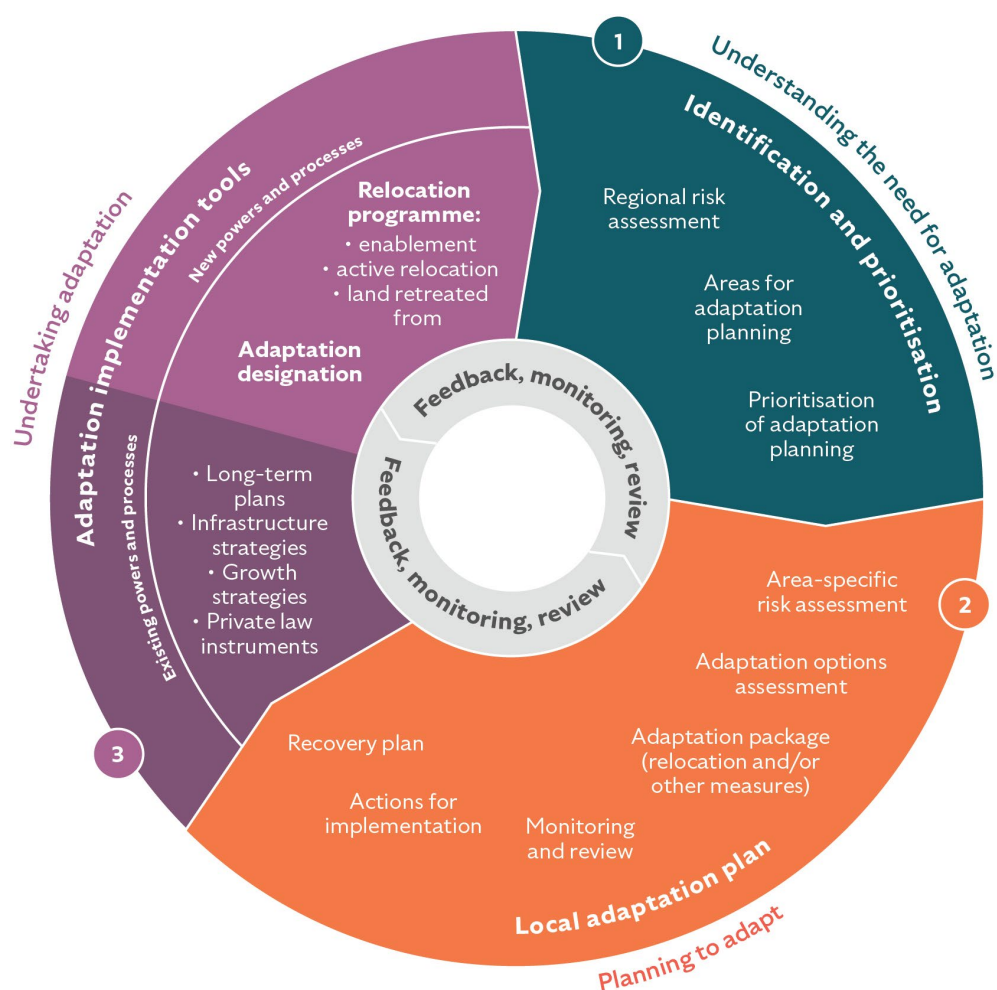 1
Understanding the need for adaptation
Identification and prioritisation
Regional risk
assessment
Areas for
adaptation
planning
Prioritisation
of adaptation
planning
2
Area-specific
risk assessment
Adaptation options
assessment
Adaptation package
(relocation and/or
other measures)
Monitoring
and review
Actions for
implementation
Recovery plan
Local adaptation plan
Planning to adapt
3
Undertaking adaptation
Adaptation implementation tools
Existing powers and processes
• Long-term
plans
• Infrastructure
strategies
• Growth
strategies
• Private law
instruments
New powers and processes
Relocation
programme:
• enablement
• active relocation
• land retreated
from
Adaptation
designation
Feedback, monitoring, review
Feedback, monitoring, review